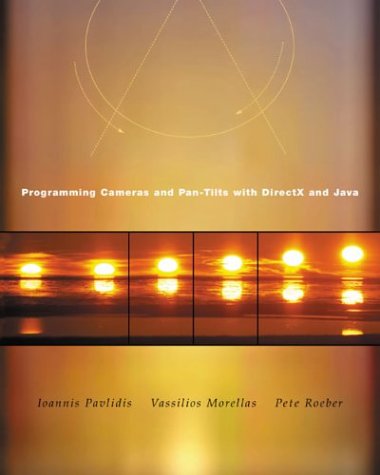 Programming Cameras and Pan-Tilts with DirectX and Java
Ioannis Pavlidis Vassilios Morellas Pete Roeber